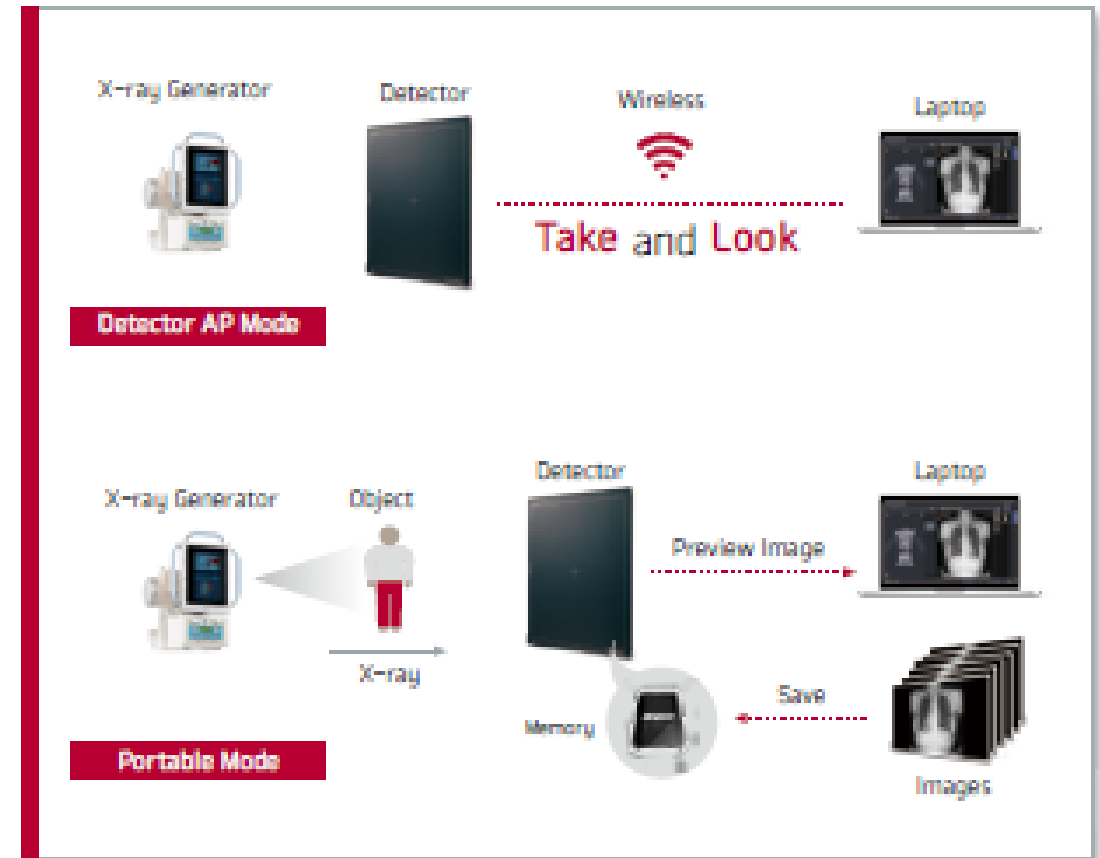 X-ray Generator
Detector
Wireless
Laptop
Take and Look
Detector AP Mode
X-ray Generator
Object
Detector
Laptop
Preview Image
X-ray
Memory
Save
Portable Mode
Images